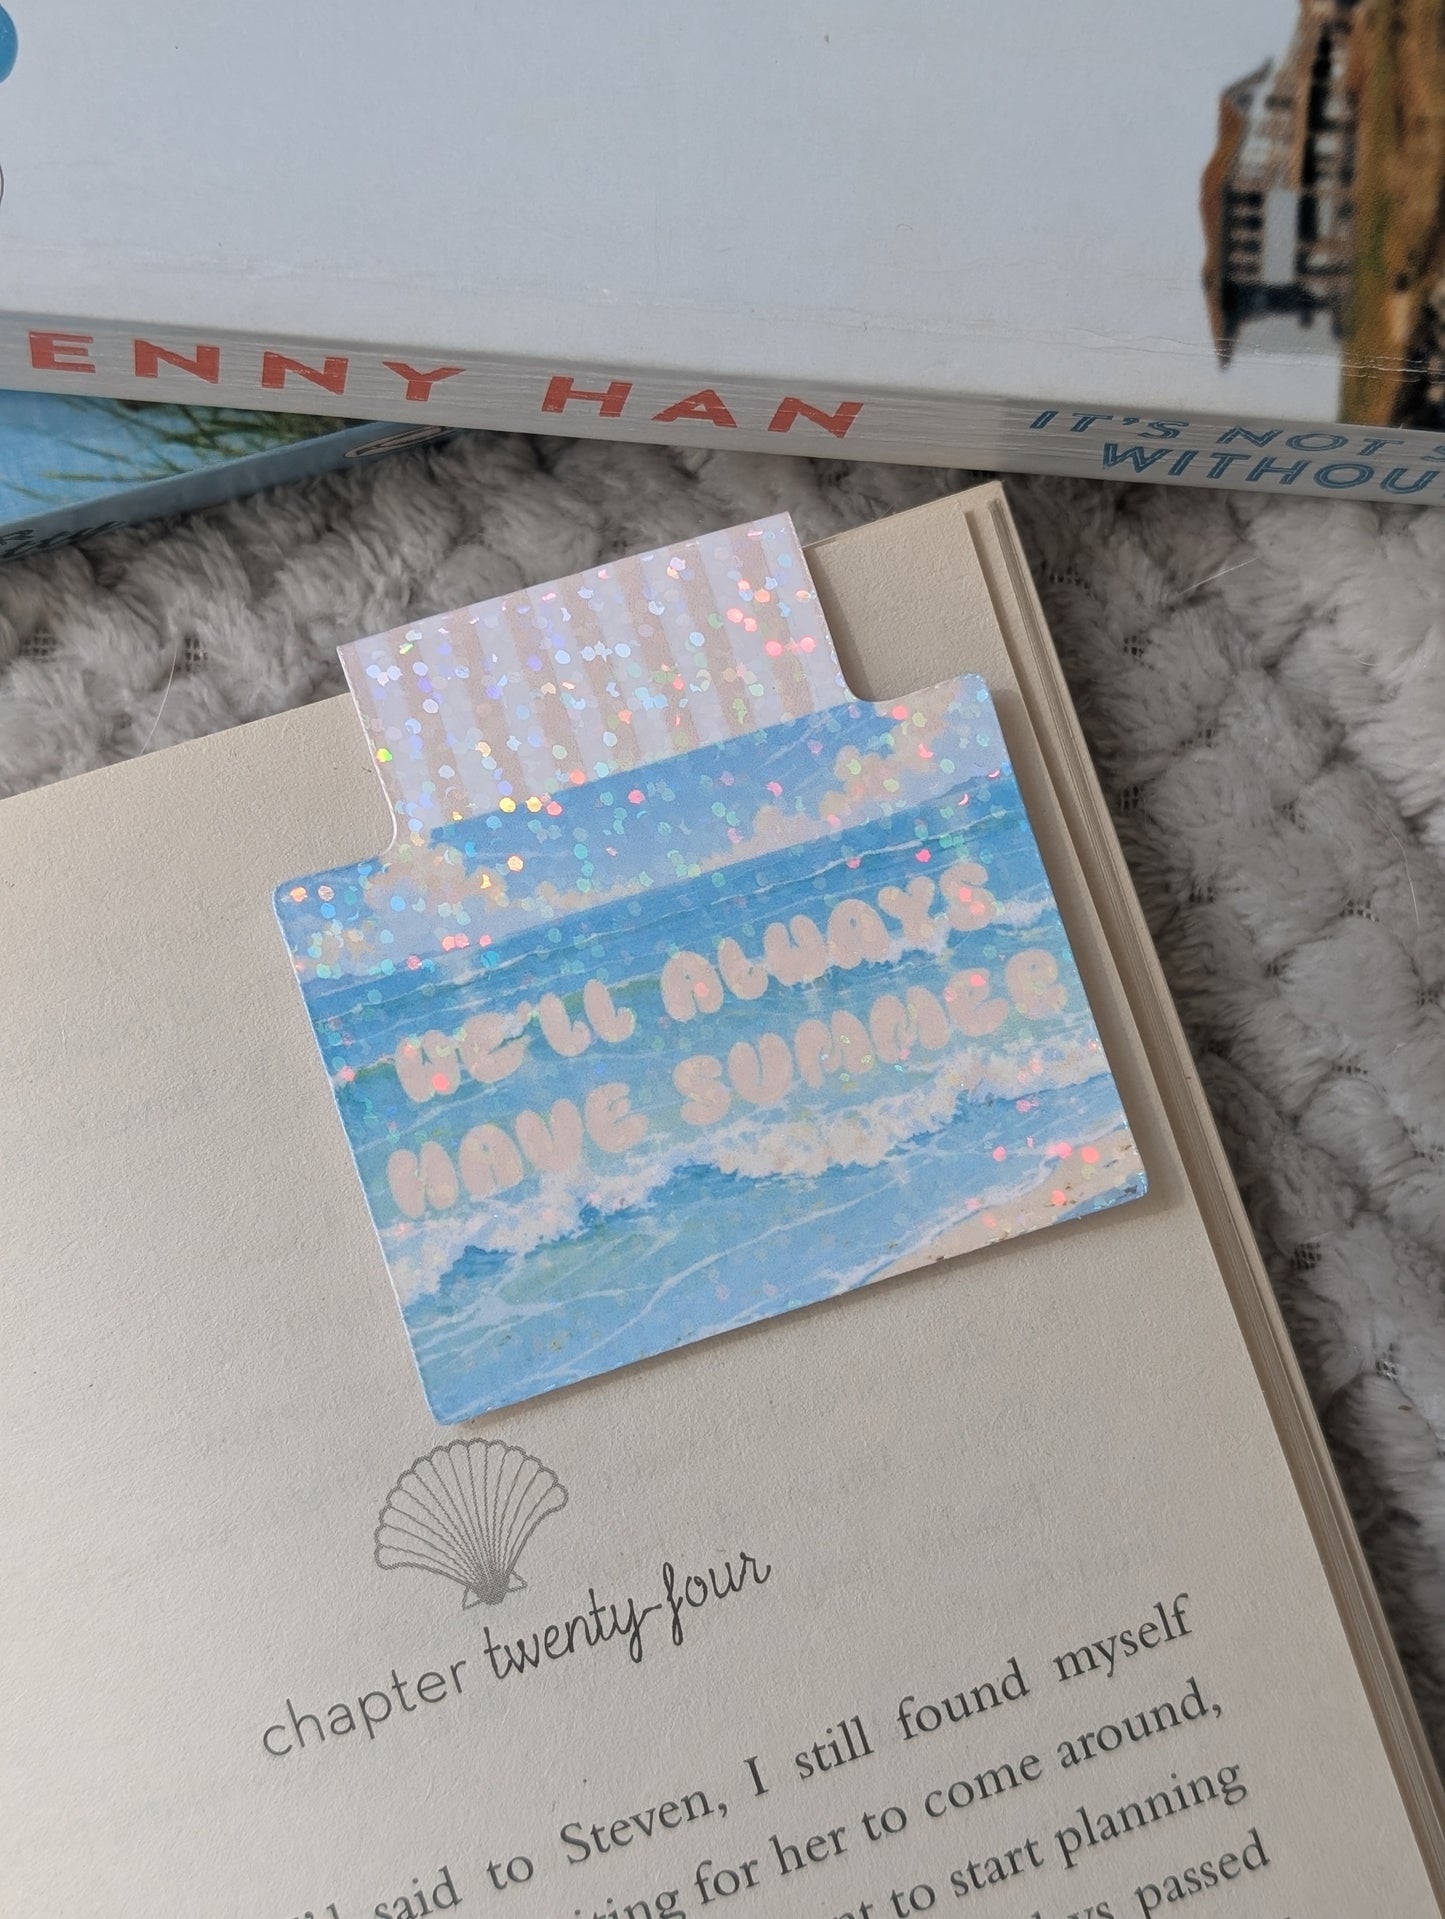 ENNY HAN
IT'S NOT
WITHOU
WE'LL ALWAYS
HAVE SUMMER
chapter twenty-four
said to Steven, I still found myself
for her to come around,
to start planning
passed